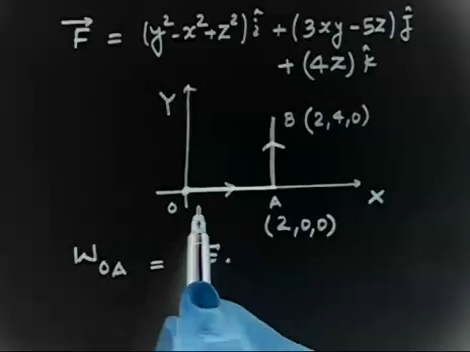 F⃗ = (y²-x²+z²) î + (3xy-5z) ĵ
+ (4z) k̂
Y
B (2,4,0)
O
A
X
(2,0,0)
W_OA = F.